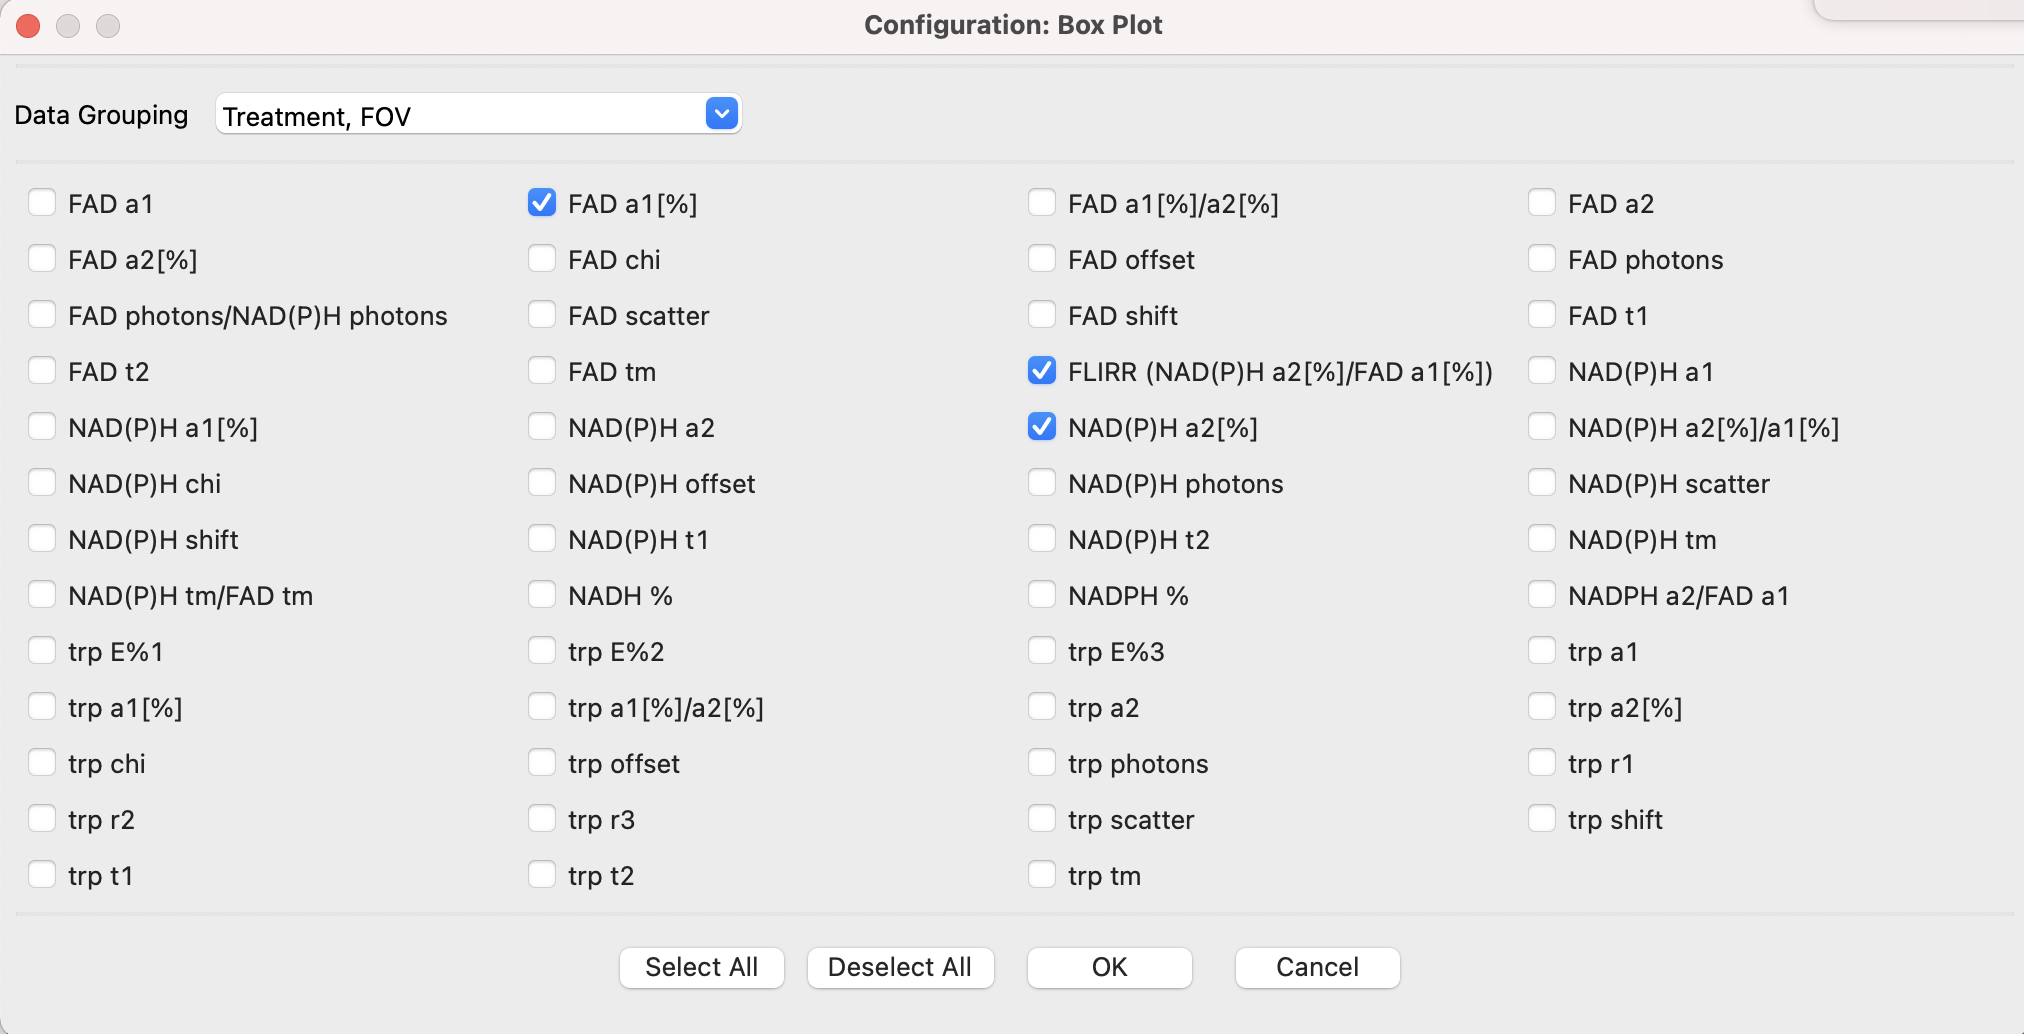 Configuration: Box Plot
Data Grouping Treatment, FOV
FAD a1 FAD a1[%] FAD a1[%]/a2[%] FAD a2
FAD a2[%] FAD chi FAD offset FAD photons
FAD photons/NAD(P)H photons FAD scatter FAD shift FAD t1
FAD t2 FAD tm FLIRR (NAD(P)H a2[%]/FAD a1[%]) NAD(P)H a1
NAD(P)H a1[%] NAD(P)H a2 NAD(P)H a2[%] NAD(P)H a2[%]/a1[%]
NAD(P)H chi NAD(P)H offset NAD(P)H photons NAD(P)H scatter
NAD(P)H shift NAD(P)H t1 NAD(P)H t2 NAD(P)H tm
NAD(P)H tm/FAD tm NADH % NADPH % NADPH a2/FAD a1
trp E%1 trp E%2 trp E%3 trp a1
trp a1[%] trp a1[%]/a2[%] trp a2 trp a2[%]
trp chi trp offset trp photons trp r1
trp r2 trp r3 trp scatter trp shift
trp t1 trp t2 trp tm
Select All Deselect All OK Cancel